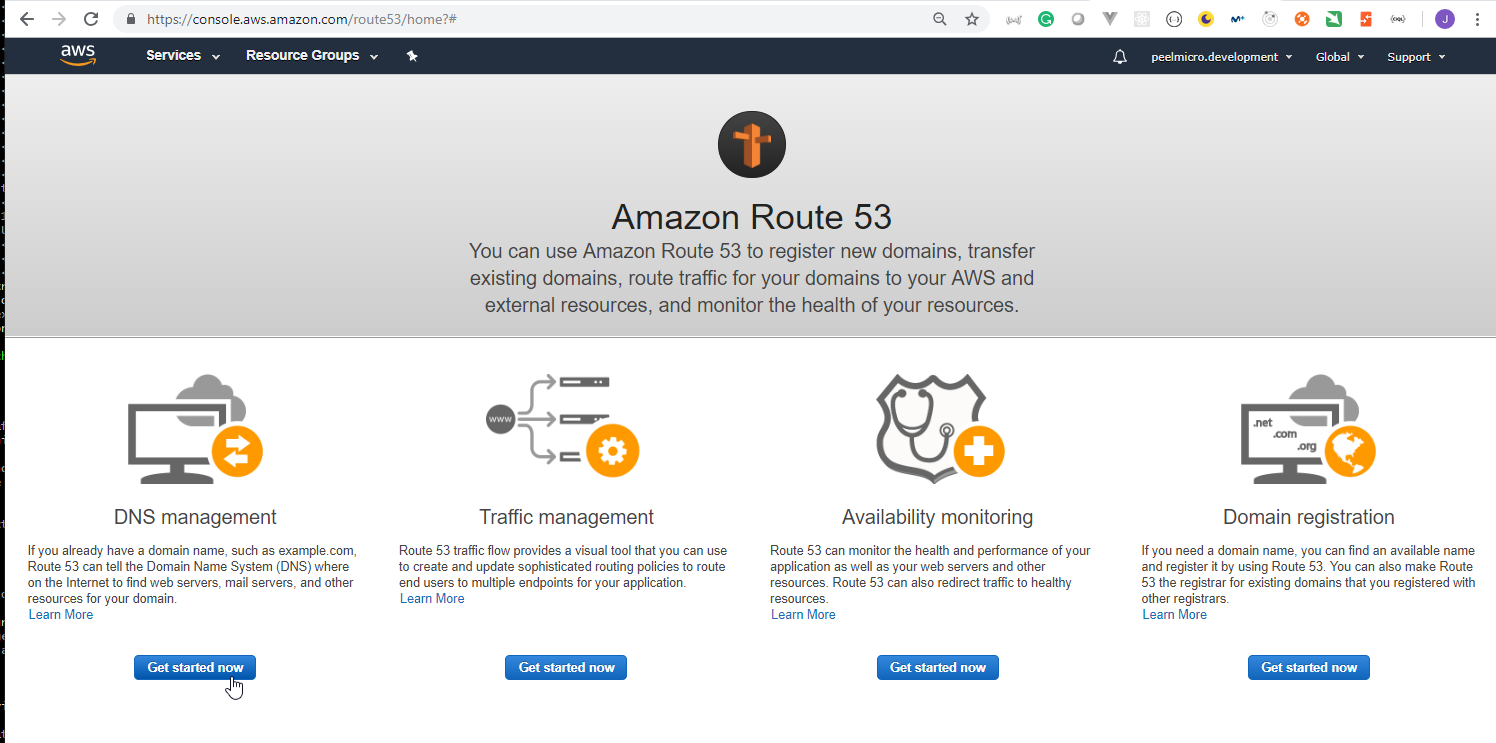 https://console.aws.amazon.com/route53/home?#
J
aws
Services
Resource Groups
peelmicro.development
Global
Support
Amazon Route 53
You can use Amazon Route 53 to register new domains, transfer
existing domains, route traffic for your domains to your AWS and
external resources, and monitor the health of your resources.
www
.net
.com
.org
DNS management
If you already have a domain name, such as example.com,
Route 53 can tell the Domain Name System (DNS) where
on the Internet to find web servers, mail servers, and other
resources for your domain.
Learn More
Get started now
Traffic management
Route 53 traffic flow provides a visual tool that you can use
to create and update sophisticated routing policies to route
end users to multiple endpoints for your application.
Learn More
Get started now
Availability monitoring
Route 53 can monitor the health and performance of your
application as well as your web servers and other
resources. Route 53 can also redirect traffic to healthy
resources.
Learn More
Get started now
Domain registration
If you need a domain name, you can find an available name
and register it by using Route 53. You can also make Route
53 the registrar for existing domains that you registered with
other registrars.
Learn More
Get started now